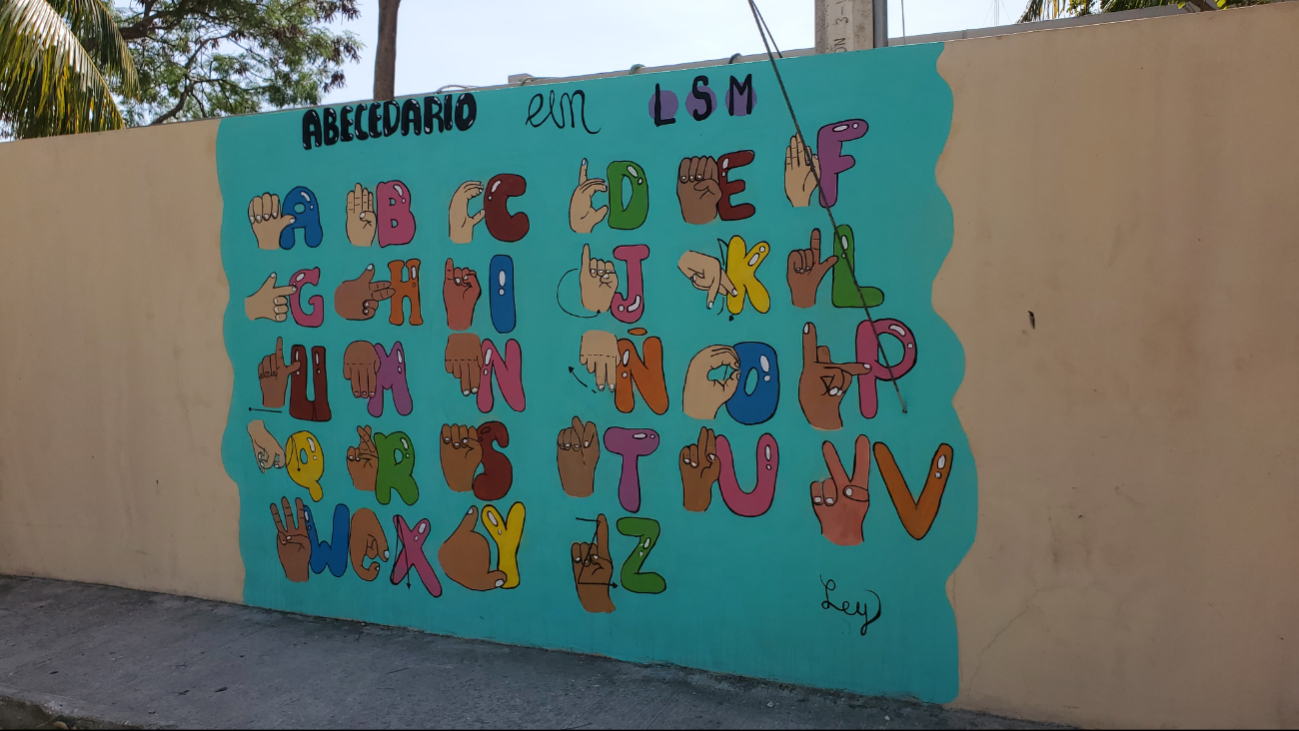 ABECEDARIO en LSM
A B C D E F
G H I J K L
LL M N Ñ O P
Q R S T U V
W X Y Z
Ley